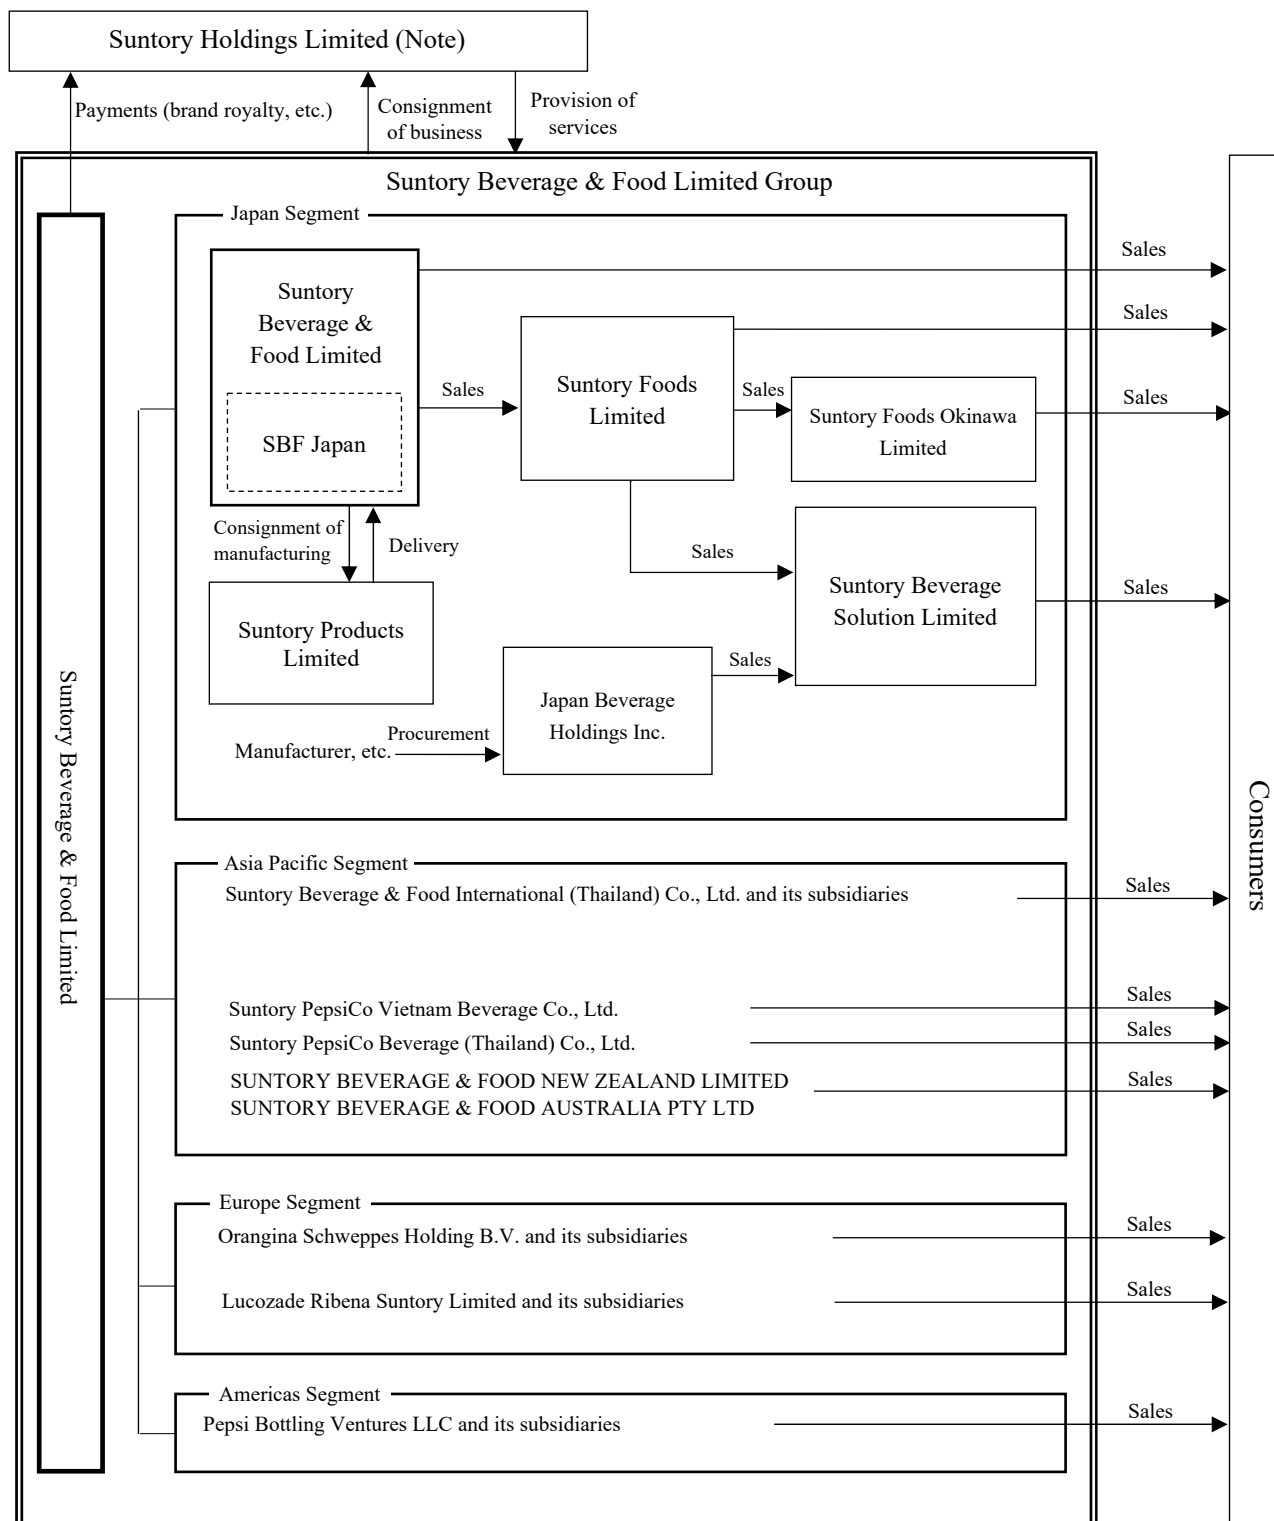 Suntory Holdings Limited (Note)
Payments (brand royalty, etc.)
Consignment
of business
Provision of
services
Suntory Beverage & Food Limited Group
Suntory Beverage & Food Limited
Japan Segment
Suntory
Beverage &
Food Limited
SBF Japan
Sales
Suntory Foods
Limited
Sales
Suntory Foods Okinawa
Limited
Sales
Sales
Sales
Consignment of
manufacturing
Delivery
Sales
Suntory Beverage
Solution Limited
Sales
Suntory Products
Limited
Japan Beverage
Holdings Inc.
Sales
Procurement
Manufacturer, etc.
Consumers
Asia Pacific Segment
Suntory Beverage & Food International (Thailand) Co., Ltd. and its subsidiaries
Sales
Suntory PepsiCo Vietnam Beverage Co., Ltd.
Sales
Suntory PepsiCo Beverage (Thailand) Co., Ltd.
Sales
SUNTORY BEVERAGE & FOOD NEW ZEALAND LIMITED
SUNTORY BEVERAGE & FOOD AUSTRALIA PTY LTD
Sales
Europe Segment
Orangina Schweppes Holding B.V. and its subsidiaries
Sales
Lucozade Ribena Suntory Limited and its subsidiaries
Sales
Americas Segment
Pepsi Bottling Ventures LLC and its subsidiaries
Sales